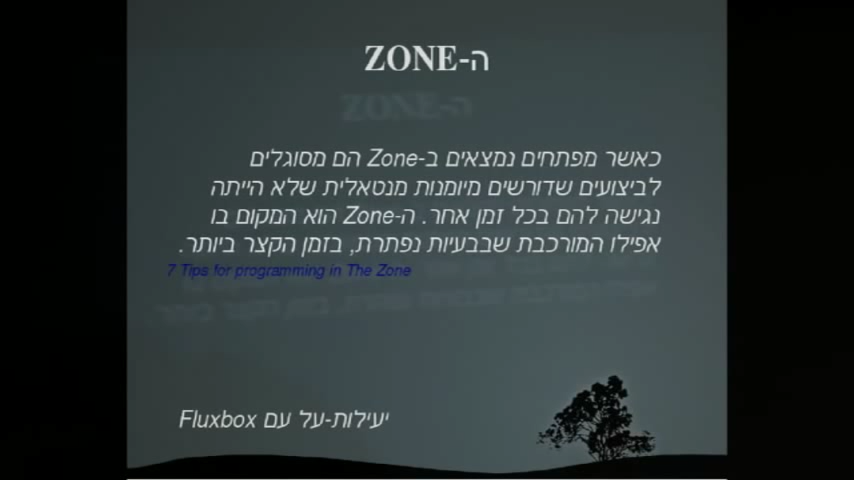 ה-ZONE
כאשר מפתחים נמצאים ב-Zone הם מסוגלים
לביצועים שדורשים מיומנות מנטאלית שלא הייתה
נגישה להם בכל זמן אחר. ה-Zone הוא המקום בו
אפילו המורכבת שבבעיות נפתרת, בזמן הקצר ביותר.
7 Tips for programming in The Zone
יעילות-על עם Fluxbox